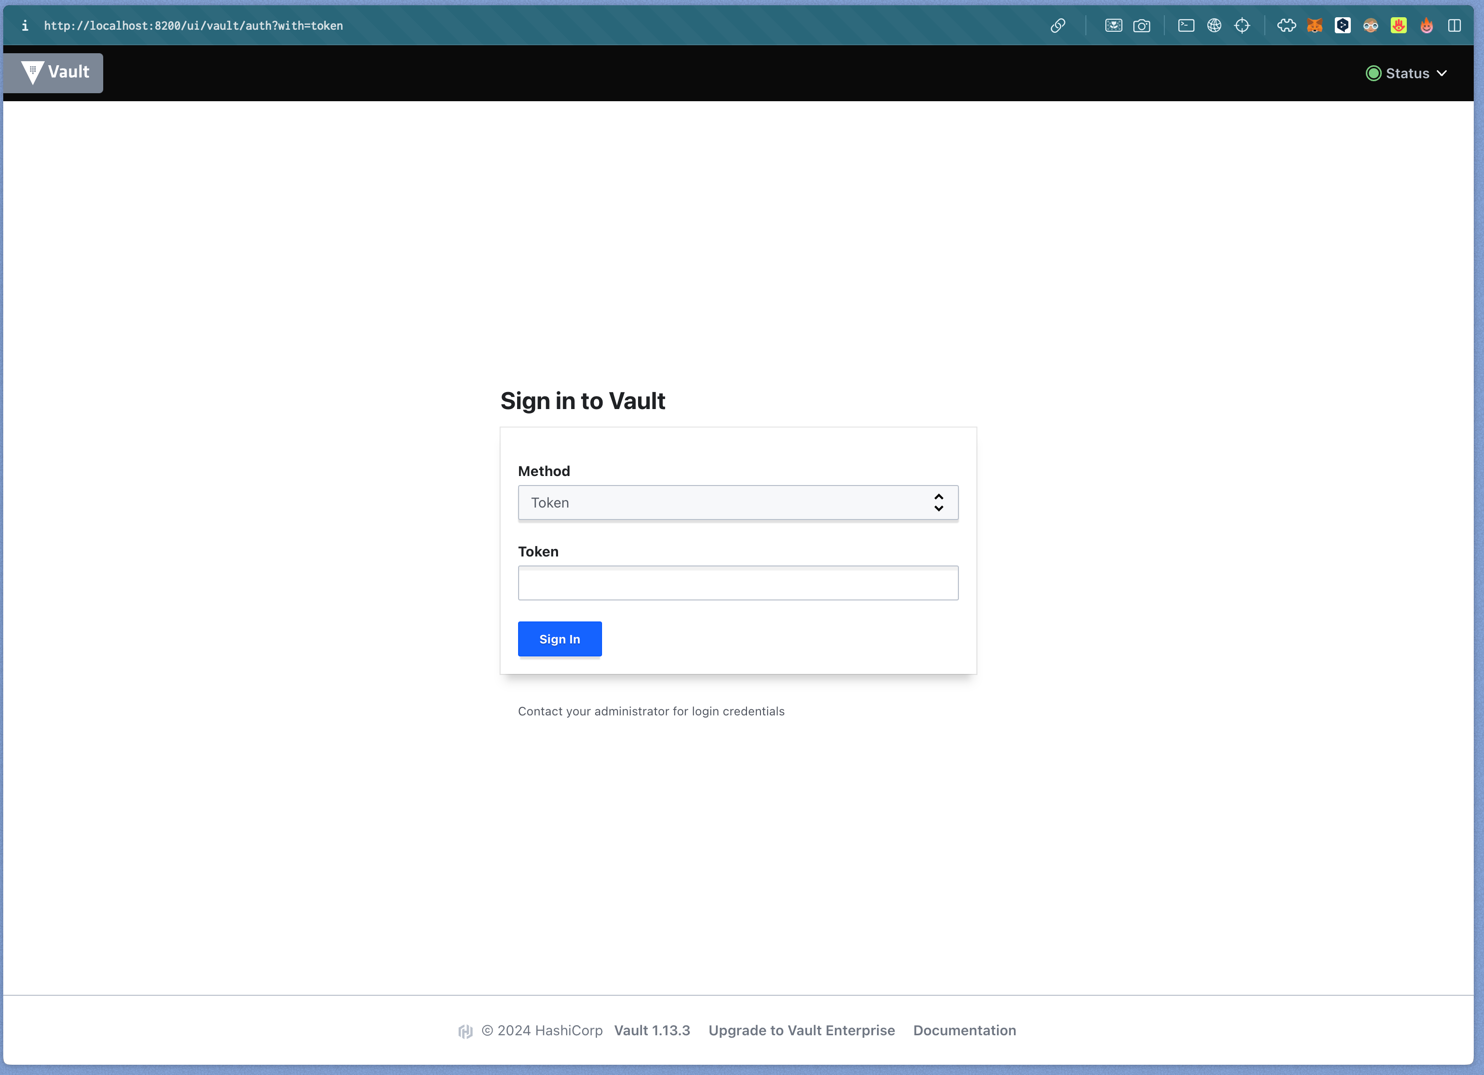 http://localhost:8200/ui/vault/auth?with=token
Vault
Status
Sign in to Vault
Method
Token
Token
Sign In
Contact your administrator for login credentials
© 2024 HashiCorp Vault 1.13.3 Upgrade to Vault Enterprise Documentation